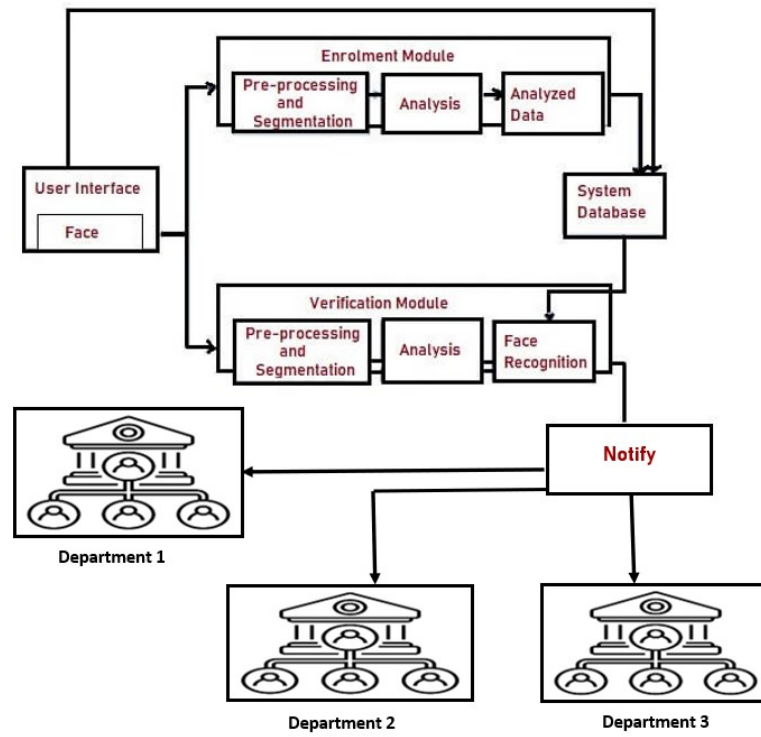 Enrolment Module
Pre-processing
and
Segmentation
Analysis
Analyzed
Data
User Interface
Face
System
Database
Verification Module
Pre-processing
and
Segmentation
Analysis
Face
Recognition
Notify
Department 1
Department 2
Department 3